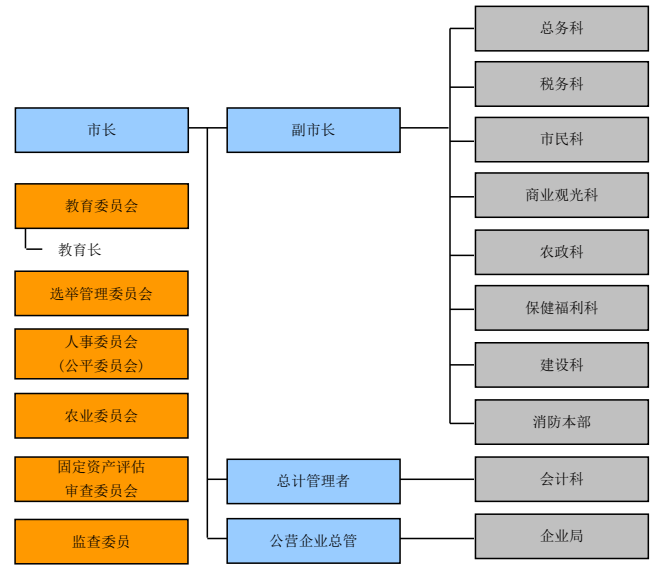 市长
教育委员会
教育长
选举管理委员会
人事委员会
(公平委员会)
农业委员会
固定资产评估
审查委员会
监查委员
副市长
总计管理者
公营企业总管
总务科
税务科
市民科
商业观光科
农政科
保健福利科
建设科
消防本部
会计科
企业局